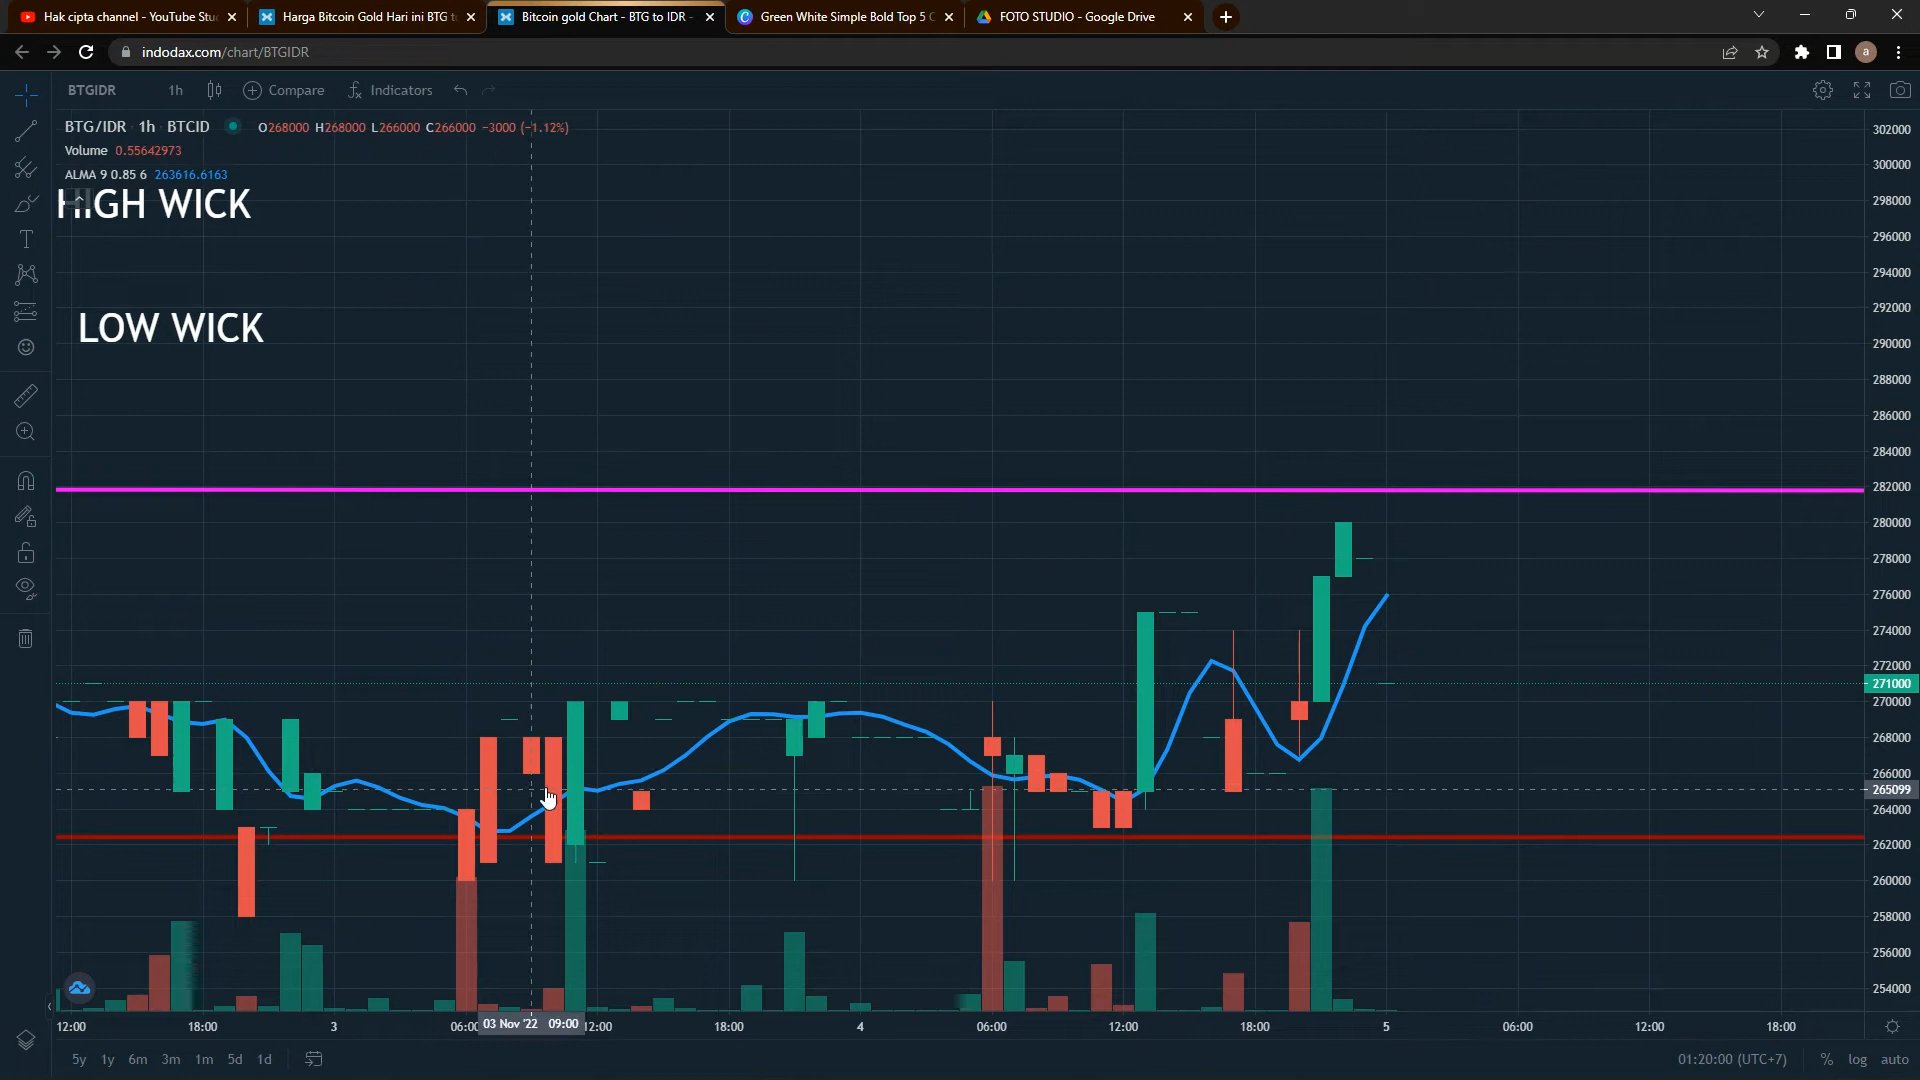 Hak cipta channel - YouTube Stu
Harga Bitcoin Gold Hari ini BTG to
Bitcoin gold Chart - BTG to IDR -
Green White Simple Bold Top 5 C
FOTO STUDIO - Google Drive
indodax.com/chart/BTGIDR
a
BTGIDR 1h Compare Indicators
BTG/IDR 1h BTCID O268000 H268000 L266000 C266000 −3000 (−1.12%)
Volume 0.55642973
ALMA 9 0.85 6 263616.6163
HIGH WICK
LOW WICK
302000
300000
298000
296000
294000
292000
290000
288000
286000
284000
282000
280000
278000
276000
274000
272000
271000
270000
268000
266000
265099
264000
262000
260000
258000
256000
254000
12:00 18:00 3 06:00 03 Nov '22 09:00 12:00 18:00 4 06:00 12:00 18:00 5 06:00 12:00 18:00
5y 1y 6m 3m 1m 5d 1d 01:20:00 (UTC+7) % log auto